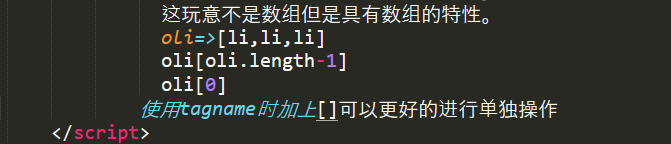 这玩意不是数组但是具有数组的特性。
oli=>[li,li,li]
oli[oli.length-1]
oli[0]
使用tagname时加上[]可以更好的进行单独操作
</script>